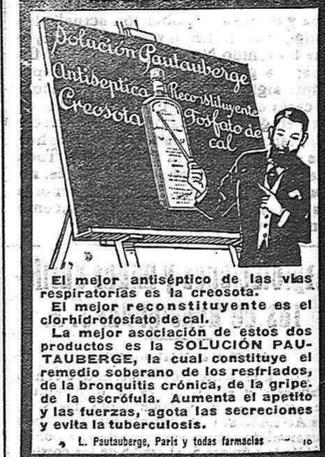 Solución Pautauberge
Antiseptica Reconstituyente
Creosota Fosfato de
cal
El mejor antiséptico de las vias
respiratorias es la creosota.
El mejor reconstituyente es el
clorhidrofosfato de cal.
La mejor asociación de estos dos
productos es la SOLUCIÓN PAU-
TAUBERGE, la cual constituye el
remedio soberano de los resfriados,
de la bronquitis crónica, de la gripe,
de la escrófula. Aumenta el apetito
y las fuerzas, agota las secreciones
y evita la tuberculosis.
L. Pautauberge, Paris y todas farmacias 10